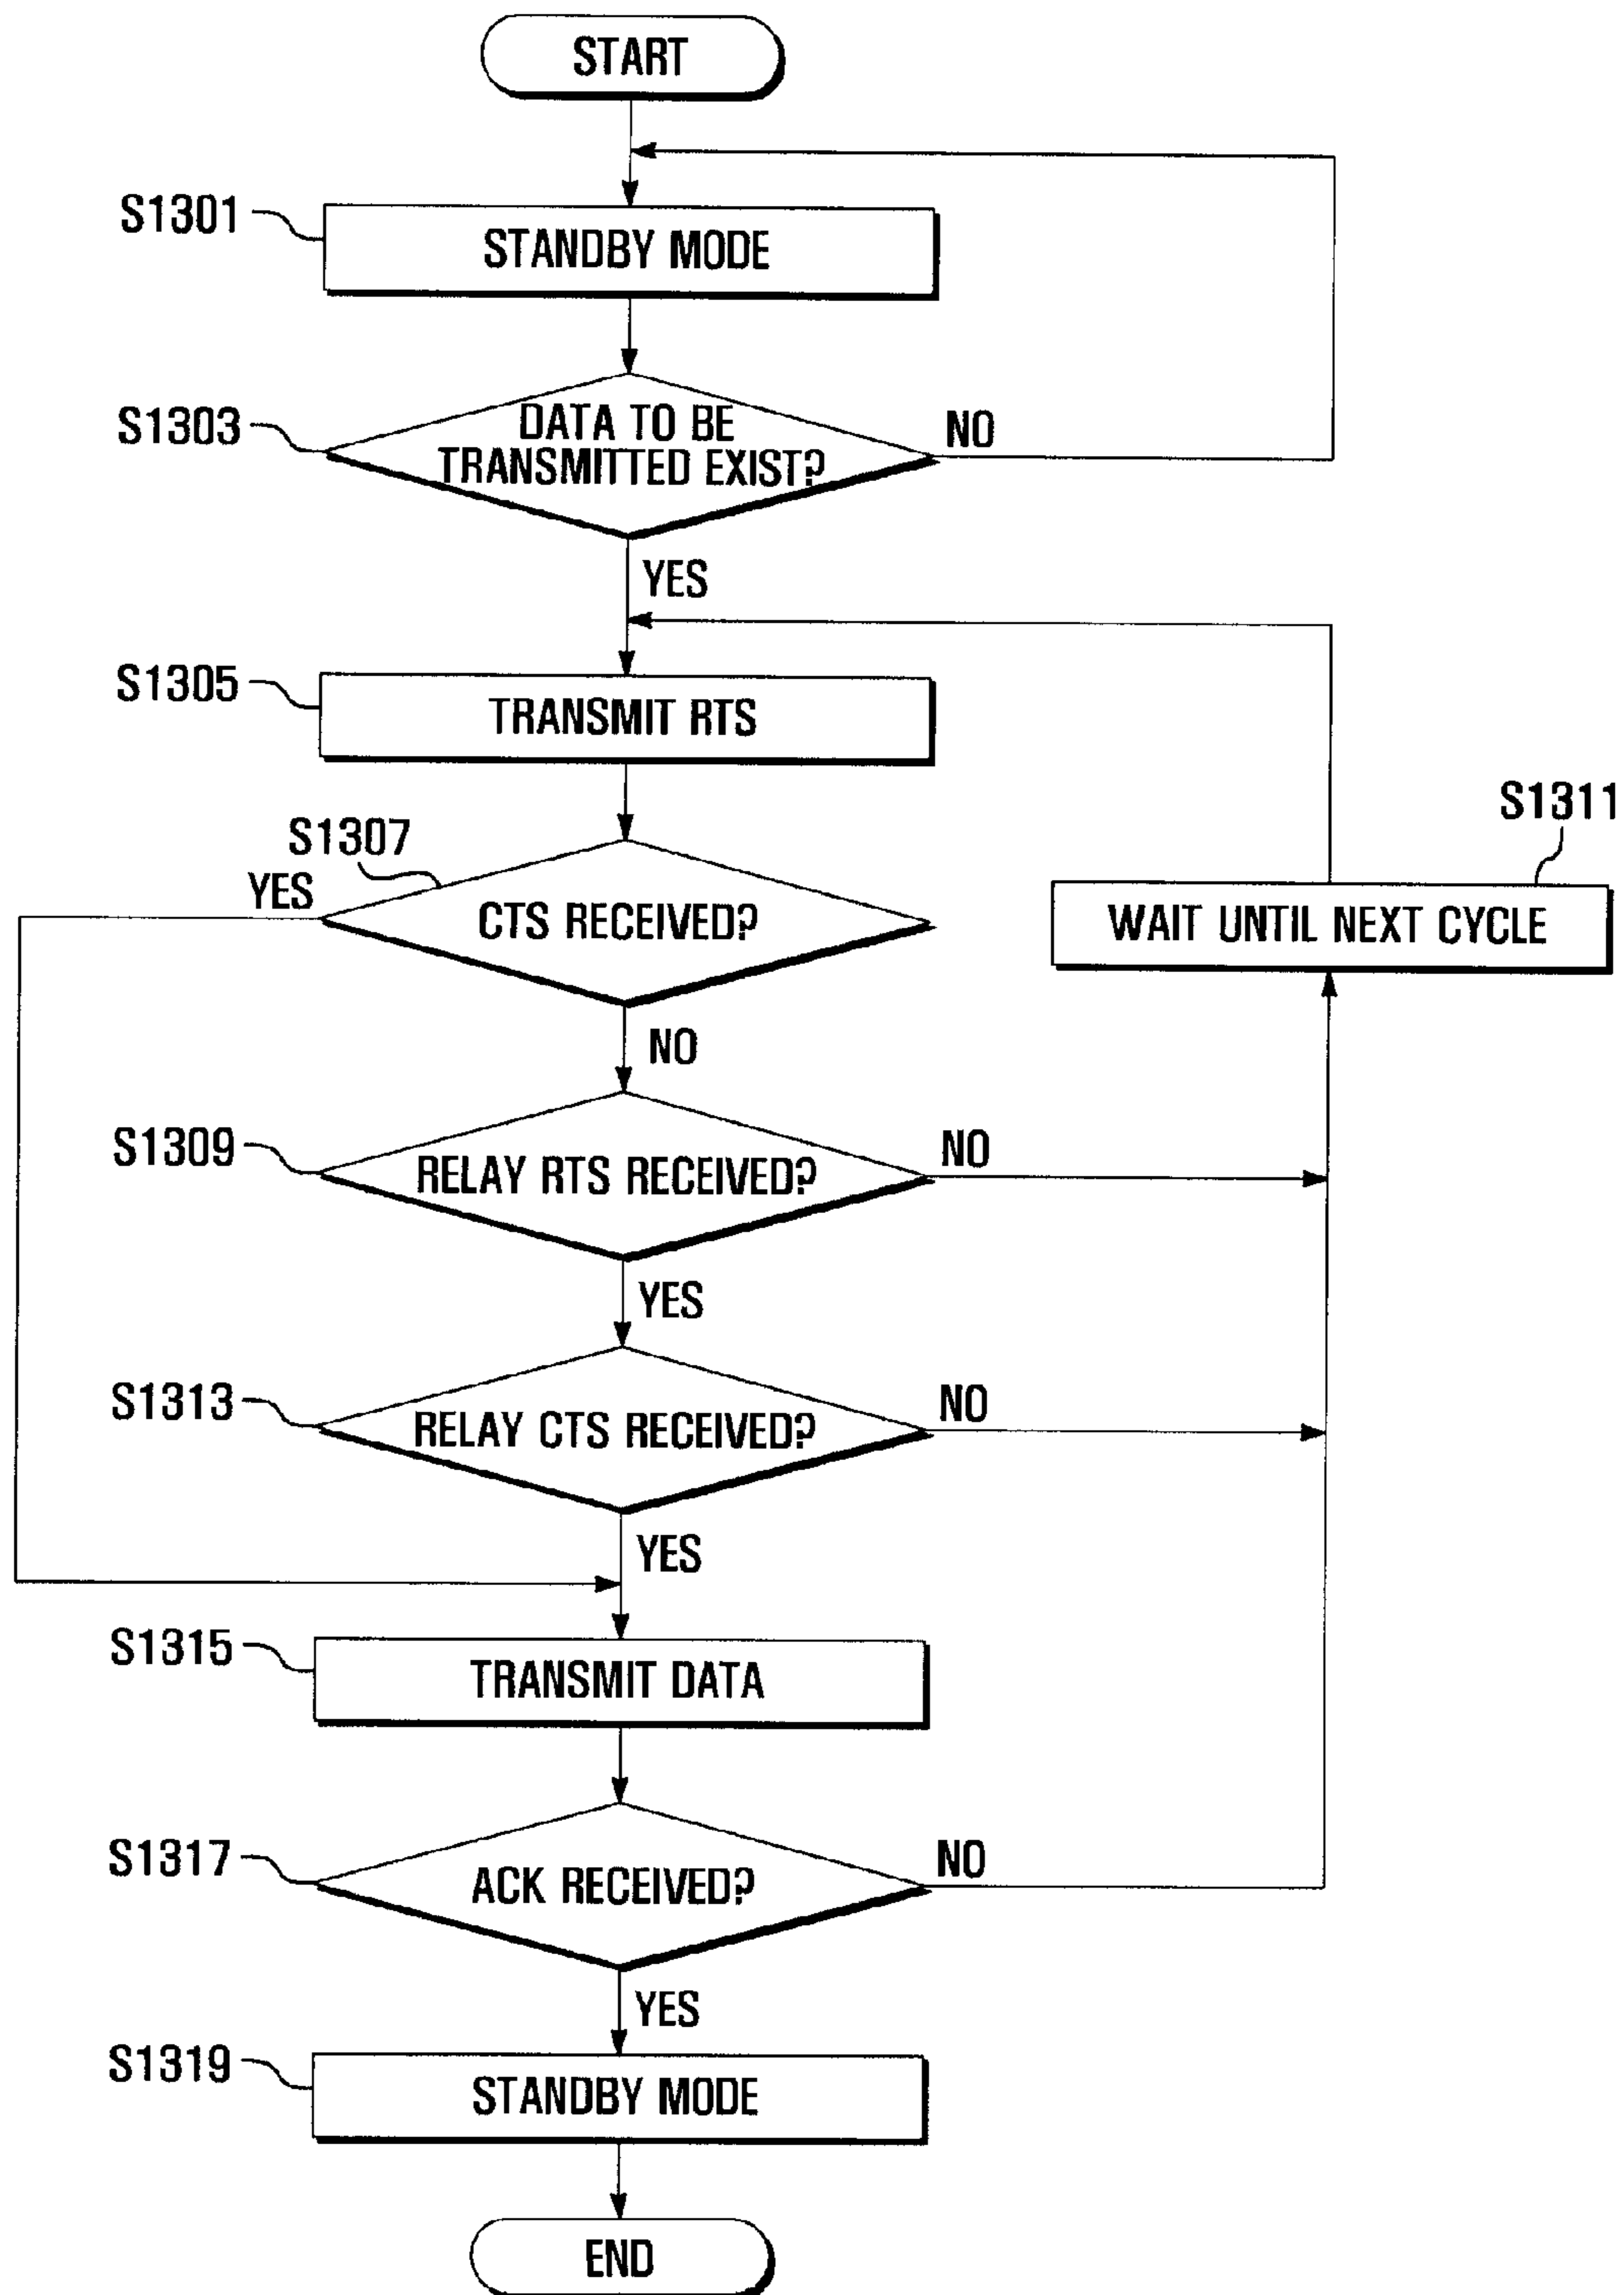 START
S1301
STANDBY MODE
S1303
DATA TO BE
TRANSMITTED EXIST?
NO
YES
S1305
TRANSMIT RTS
S1311
S1307
YES
CTS RECEIVED?
WAIT UNTIL NEXT CYCLE
NO
S1309
RELAY RTS RECEIVED?
NO
YES
S1313
RELAY CTS RECEIVED?
NO
YES
S1315
TRANSMIT DATA
S1317
ACK RECEIVED?
NO
YES
S1319
STANDBY MODE
END